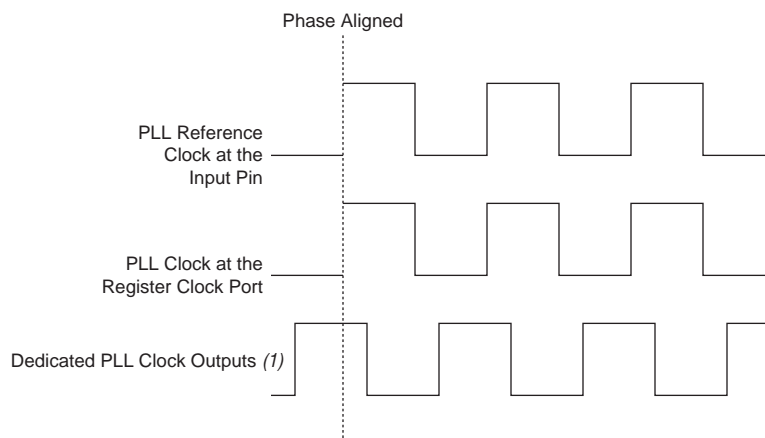 Phase Aligned
PLL Reference
Clock at the
Input Pin
PLL Clock at the
Register Clock Port
Dedicated PLL Clock Outputs (1)